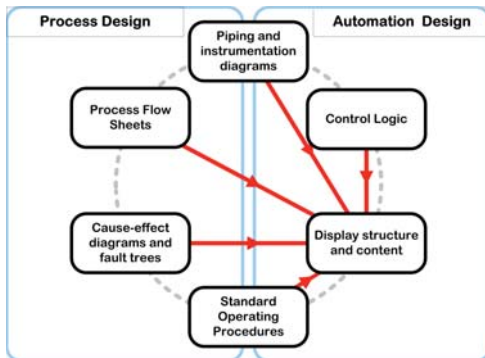 Process Design
Automation Design
Piping and
instrumentation
diagrams
Process Flow
Sheets
Control Logic
Cause-effect
diagrams and
fault trees
Display structure
and content
Standard
Operating
Procedures